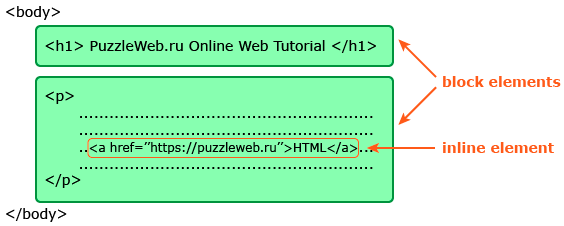 <body>
<h1> PuzzleWeb.ru Online Web Tutorial </h1>
<p>
block elements
...........................................................
...........................................................
..<a href=”https://puzzleweb.ru”>HTML</a>...
inline element
...........................................................
</p>
</body>